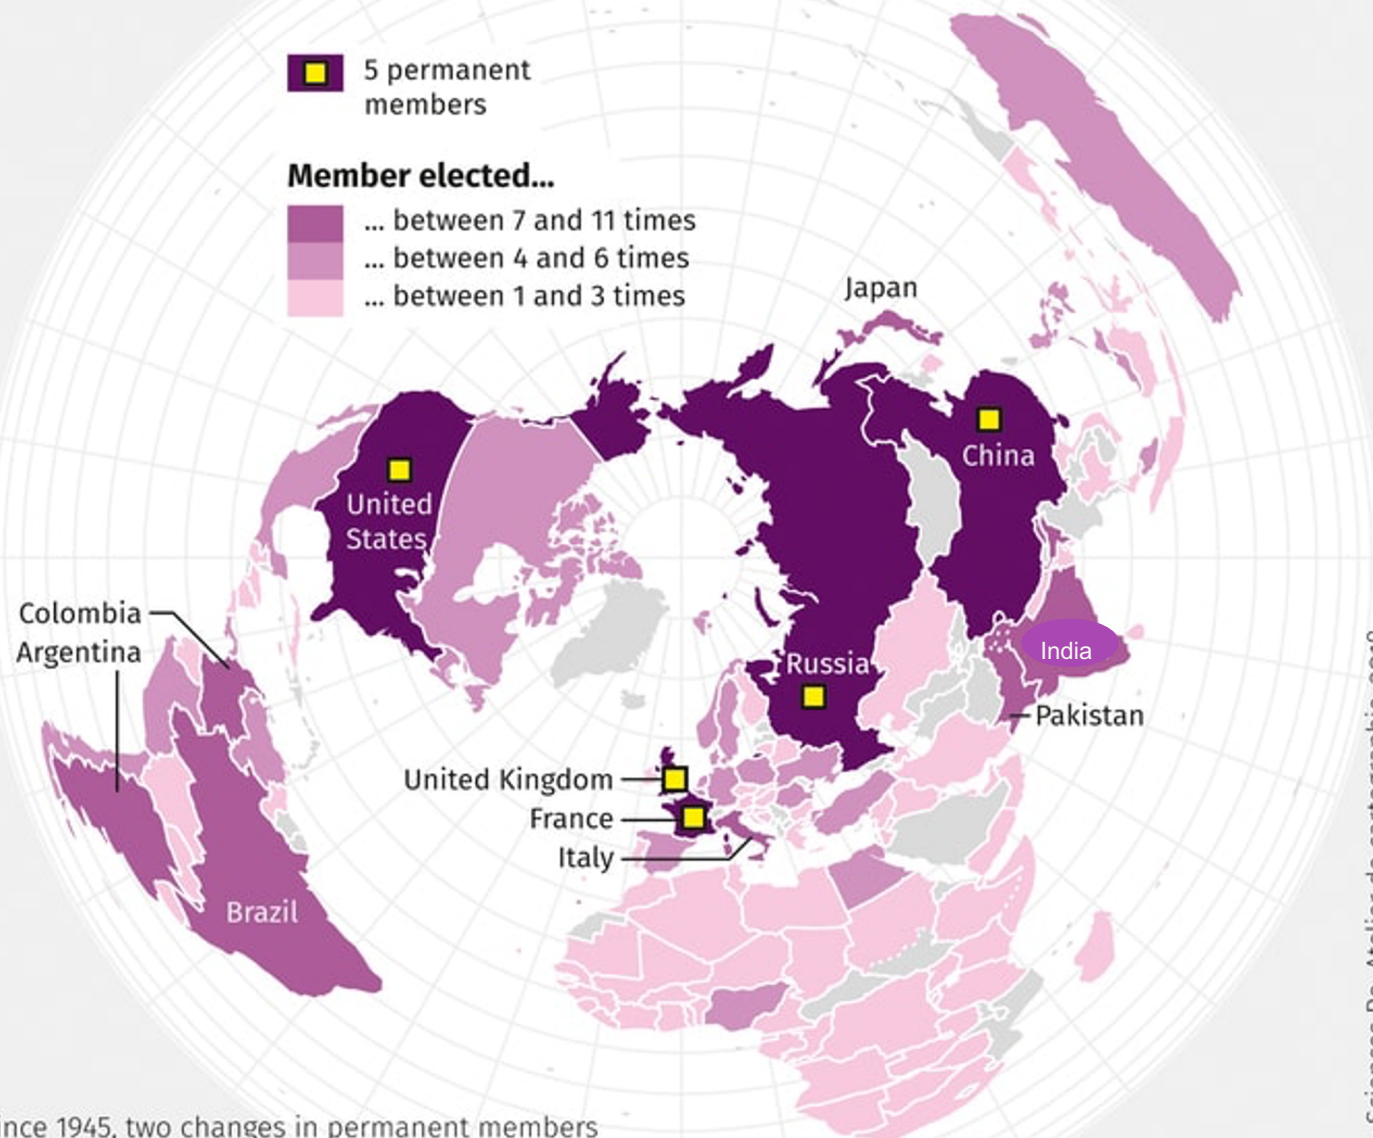 5 permanent
members
Member elected...
... between 7 and 11 times
... between 4 and 6 times
... between 1 and 3 times
Japan
China
United
States
Colombia
Argentina
India
Russia
Pakistan
United Kingdom
France
Italy
Brazil
ince 1945, two changes in permanent members